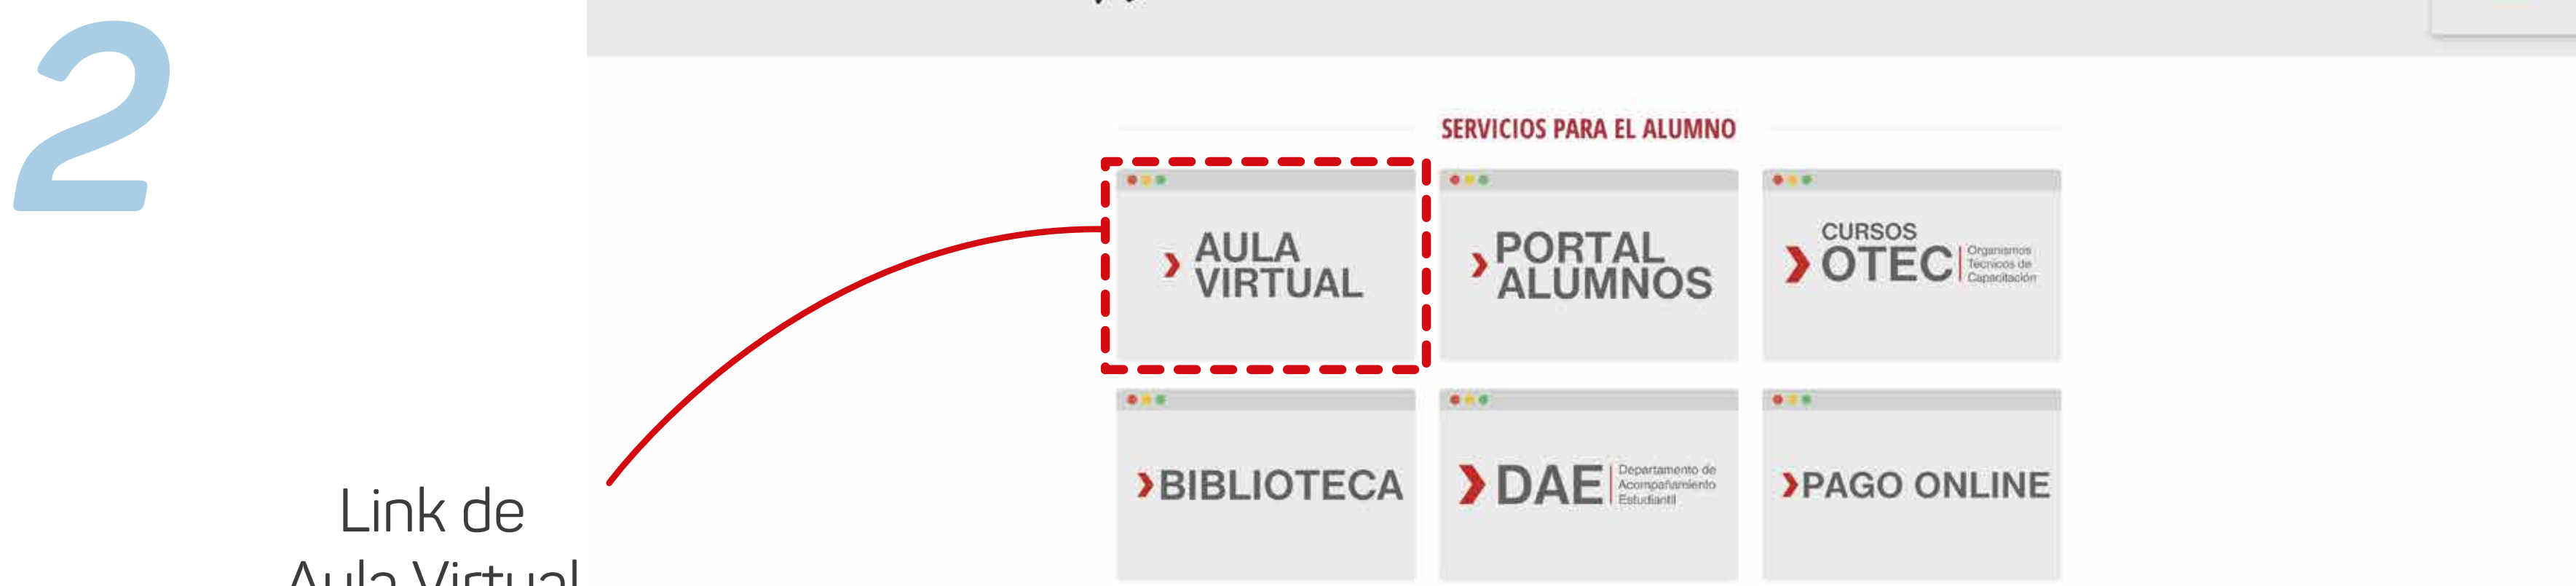 2
SERVICIOS PARA EL ALUMNO
AULA
VIRTUAL
PORTAL
ALUMNOS
CURSOS
OTEC
Organismos
Técnicos de
Capacitación
BIBLIOTECA
DAE
Departamento de
Acompañamiento
Estudiantil
PAGO ONLINE
Link de
Aula Virtual